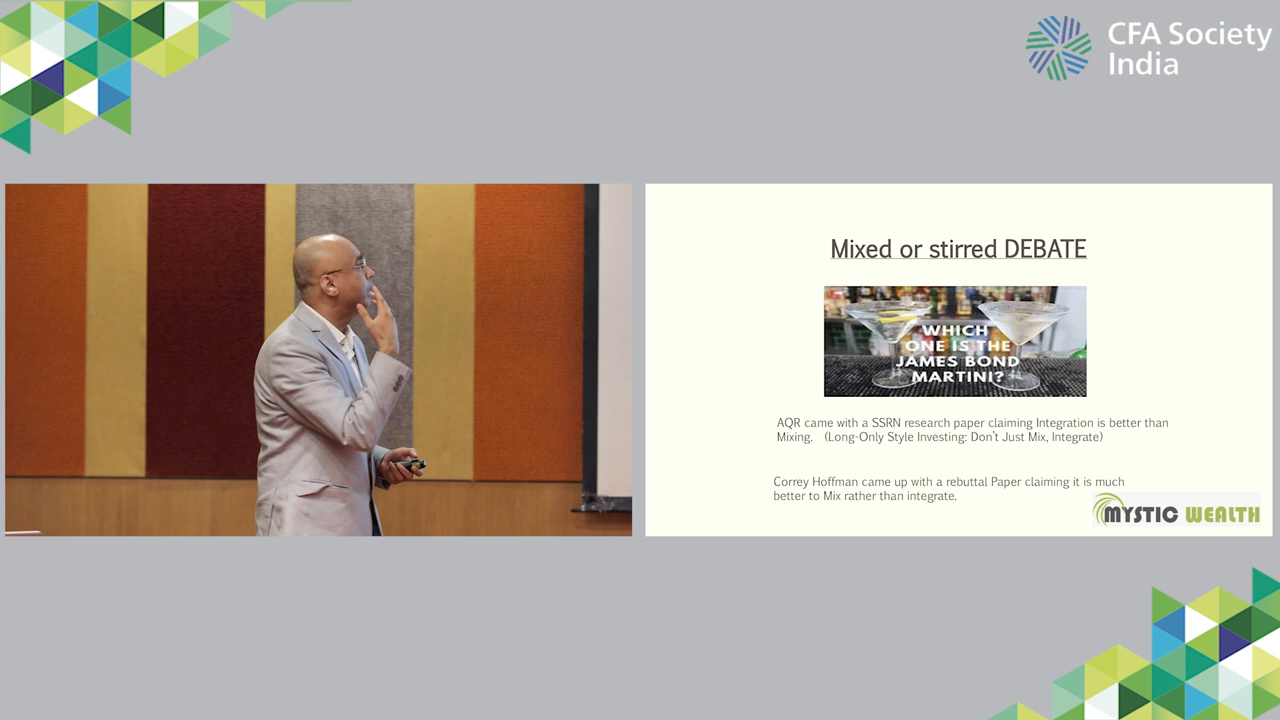 CFA Society
India
Mixed or stirred DEBATE
WHICH
ONE IS THE
JAMES BOND
MARTINI?
AQR came with a SSRN research paper claiming Integration is better than
Mixing. (Long-Only Style Investing: Don't Just Mix, Integrate)
Correy Hoffman came up with a rebuttal Paper claiming it is much
better to Mix rather than integrate.
MYSTIC WEALTH